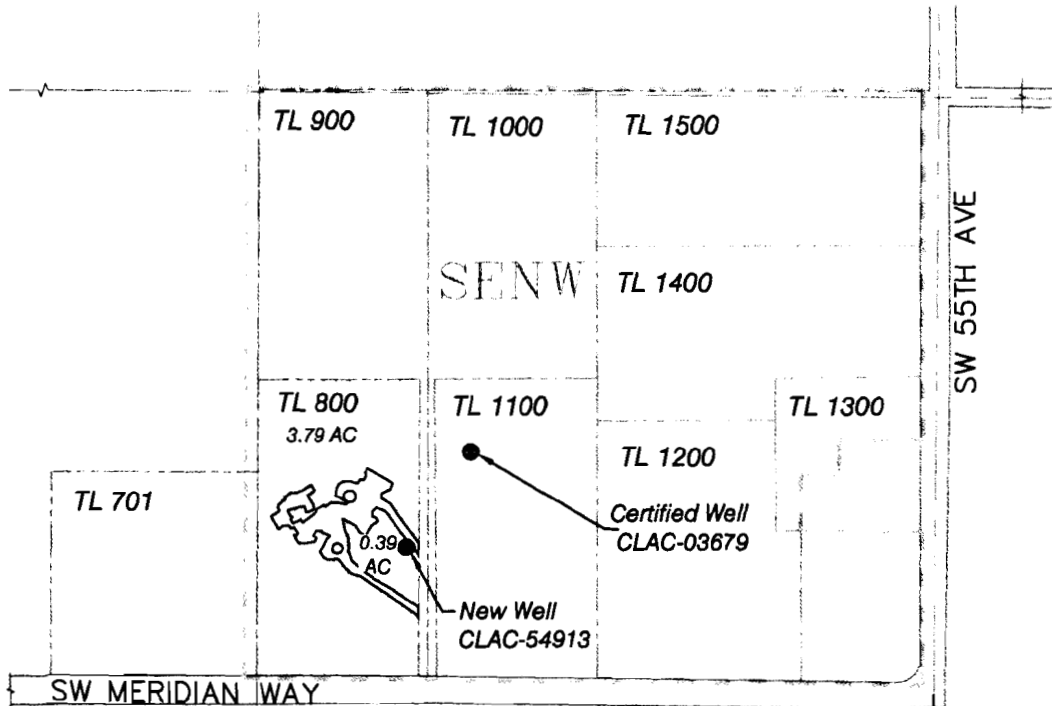 TL 900
TL 1000
TL 1500
SW 55TH AVE
SENW
TL 1400
TL 800
3.79 AC
TL 1100
TL 1300
TL 1200
TL 701
Certified Well
CLAC-03679
0.39
AC
New Well
CLAC-54913
SW MERIDIAN WAY